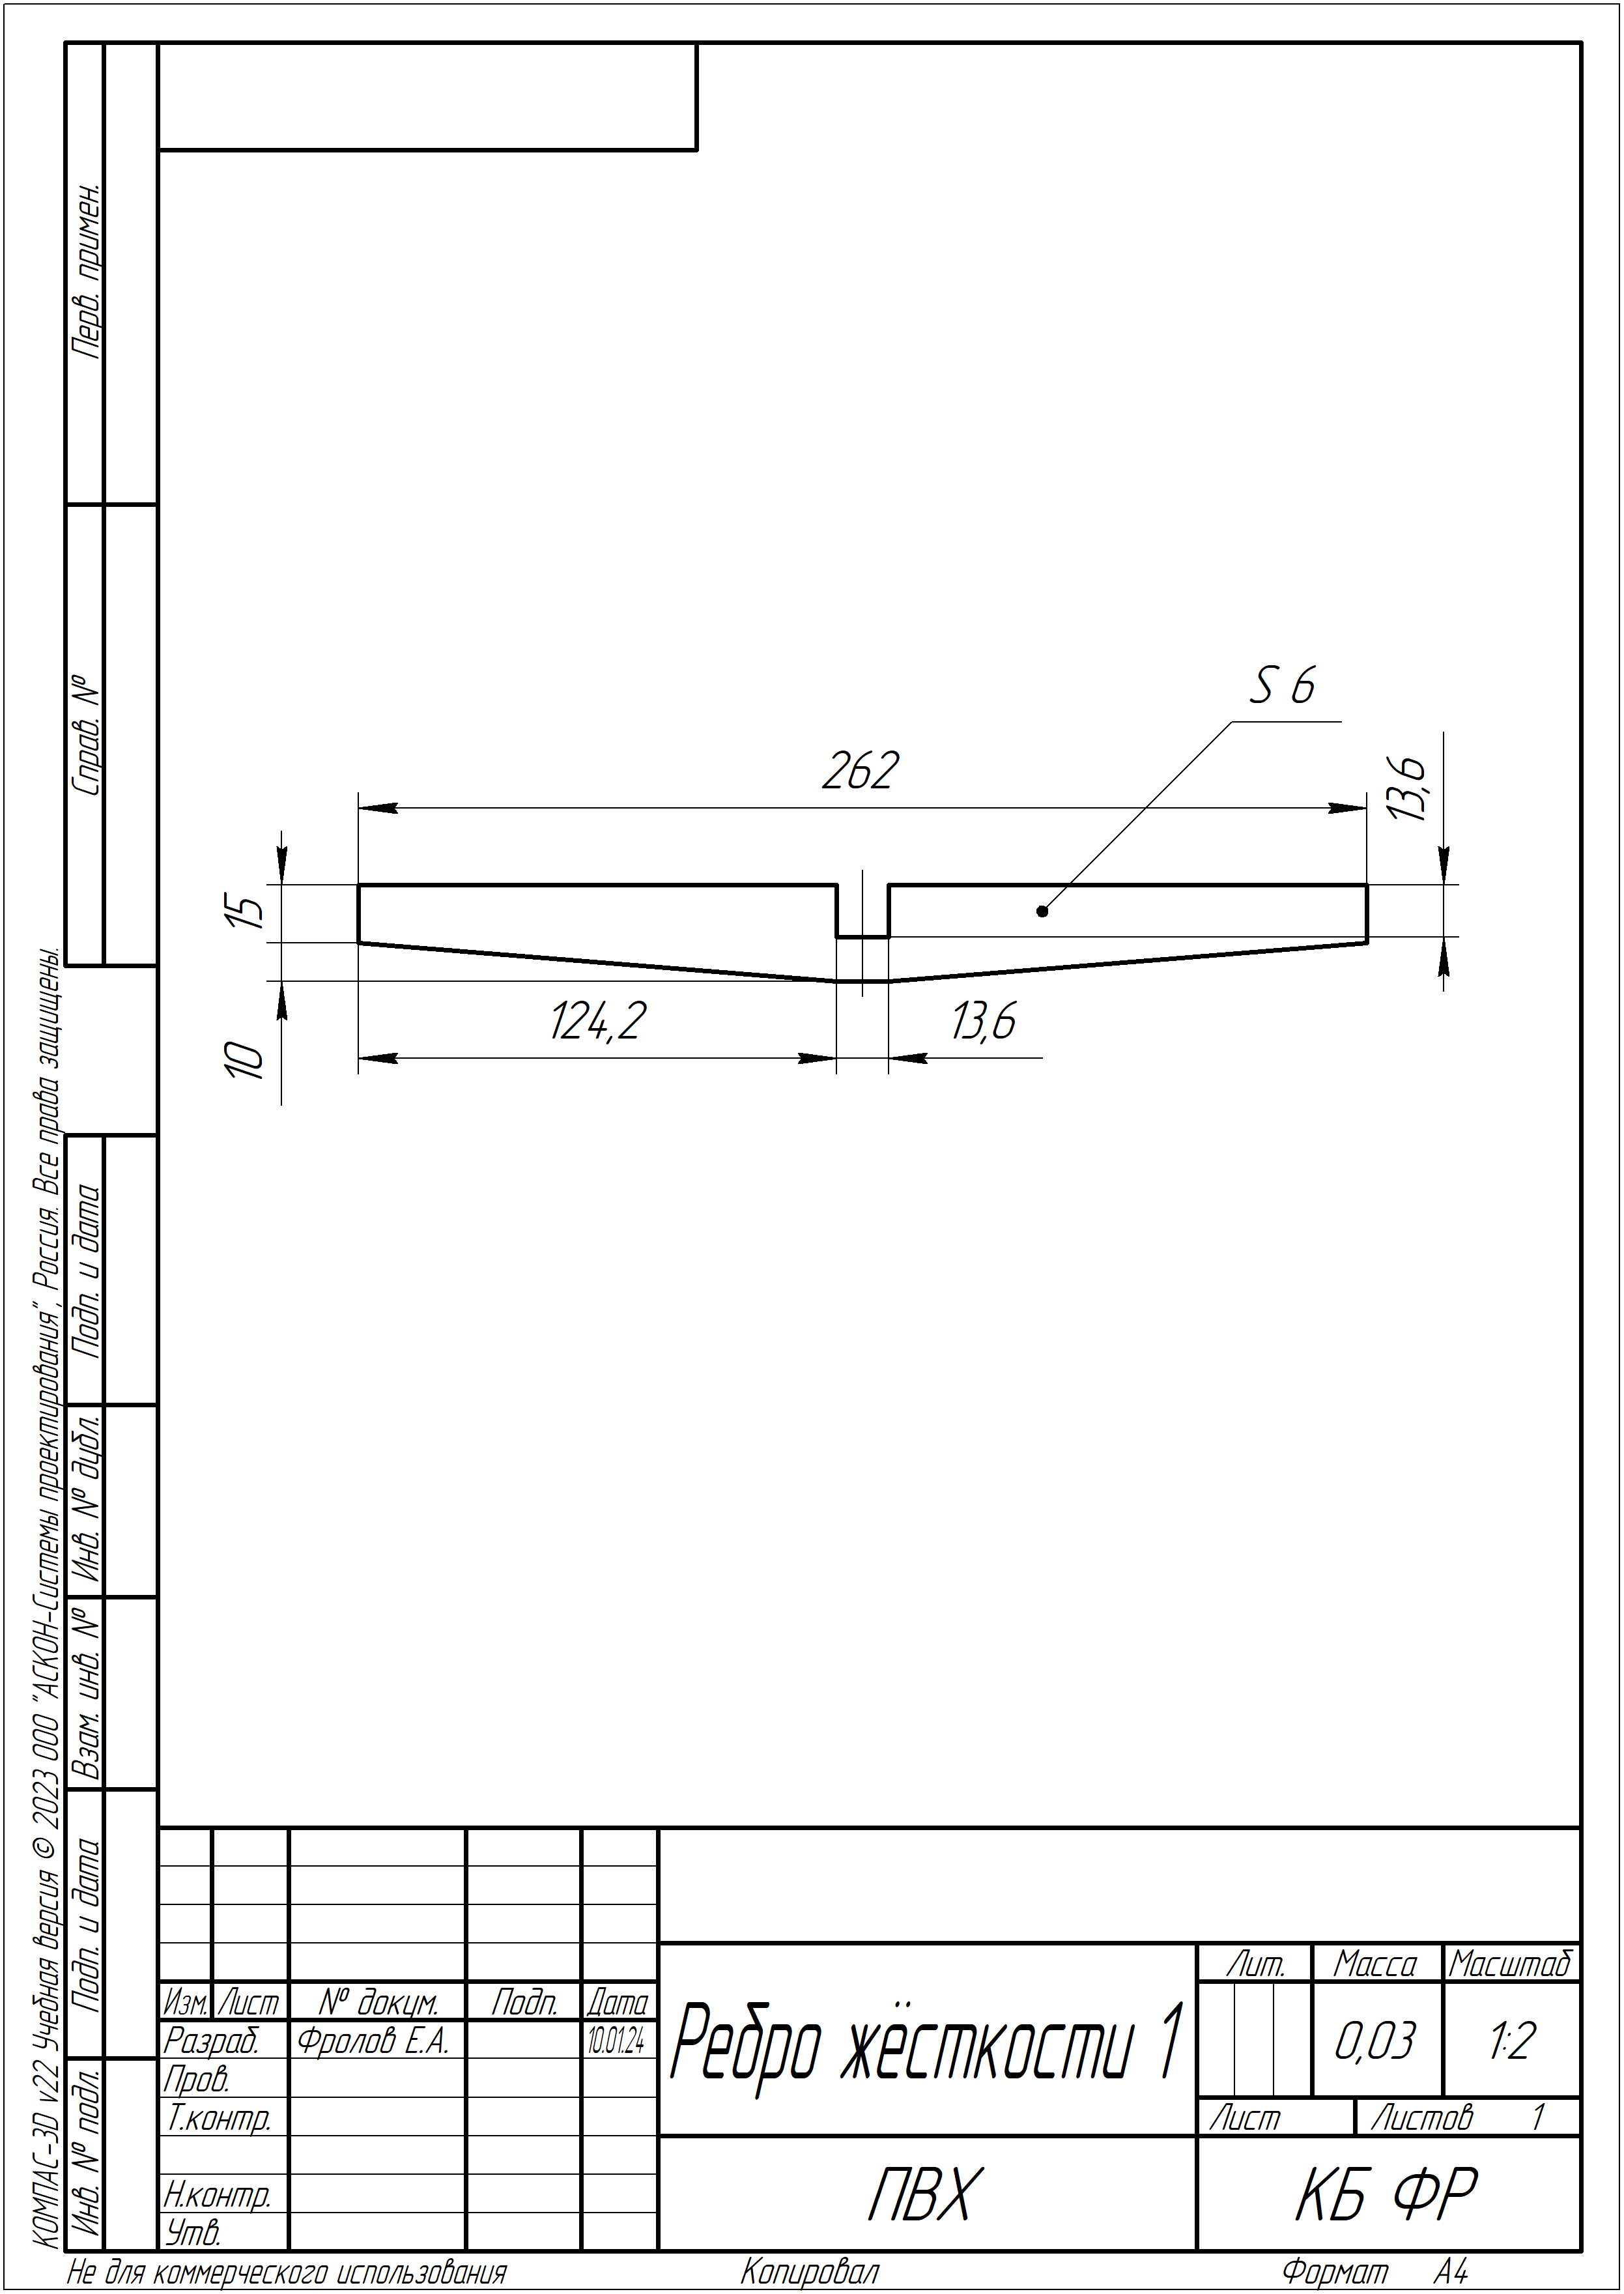 Перв. примен.
Справ. №
Подп. и дата
Инв. № дубл.
Взам. инв. №
Подп. и дата
Инв. № подл.
КОМПАС-3D v22 Учебная версия © 2023 ООО "АСКОН-Системы проектирования", Россия. Все права защищены.
S 6
262
13,6
15
10
124,2
13,6
Изм. Лист № докум. Подп. Дата
Разраб. Фролов Е.А. 10.01.24
Пров.
Т.контр.
Н.контр.
Утв.
Ребро жёсткости 1
ПВХ
Лит. Масса Масштаб
0,03 1:2
Лист Листов 1
КБ ФР
Не для коммерческого использования Копировал Формат А4